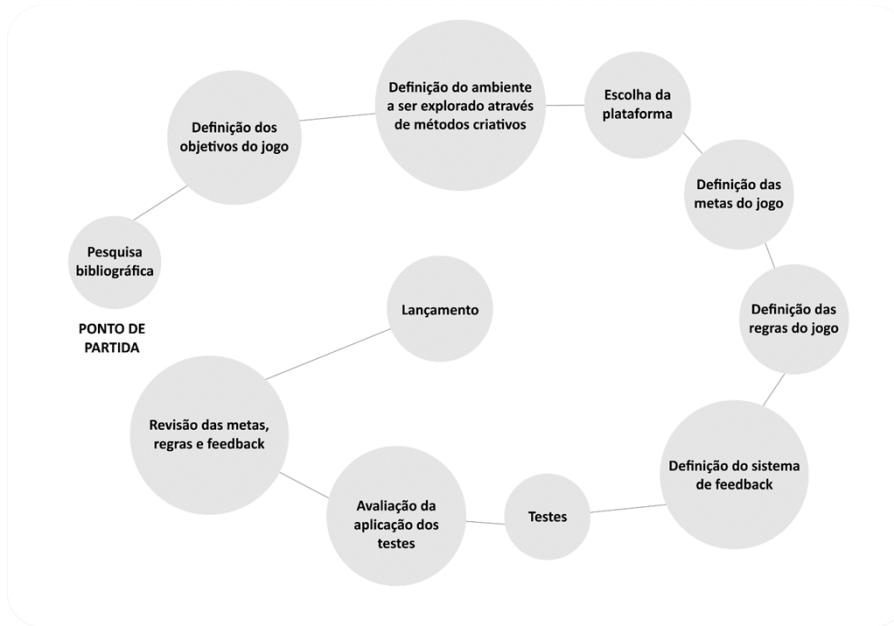 Pesquisa
bibliográfica
PONTO DE
PARTIDA
Definição dos
objetivos do jogo
Definição do ambiente
a ser explorado através
de métodos criativos
Escolha da
plataforma
Definição das
metas do jogo
Definição das
regras do jogo
Definição do sistema
de feedback
Testes
Avaliação da
aplicação dos
testes
Revisão das metas,
regras e feedback
Lançamento